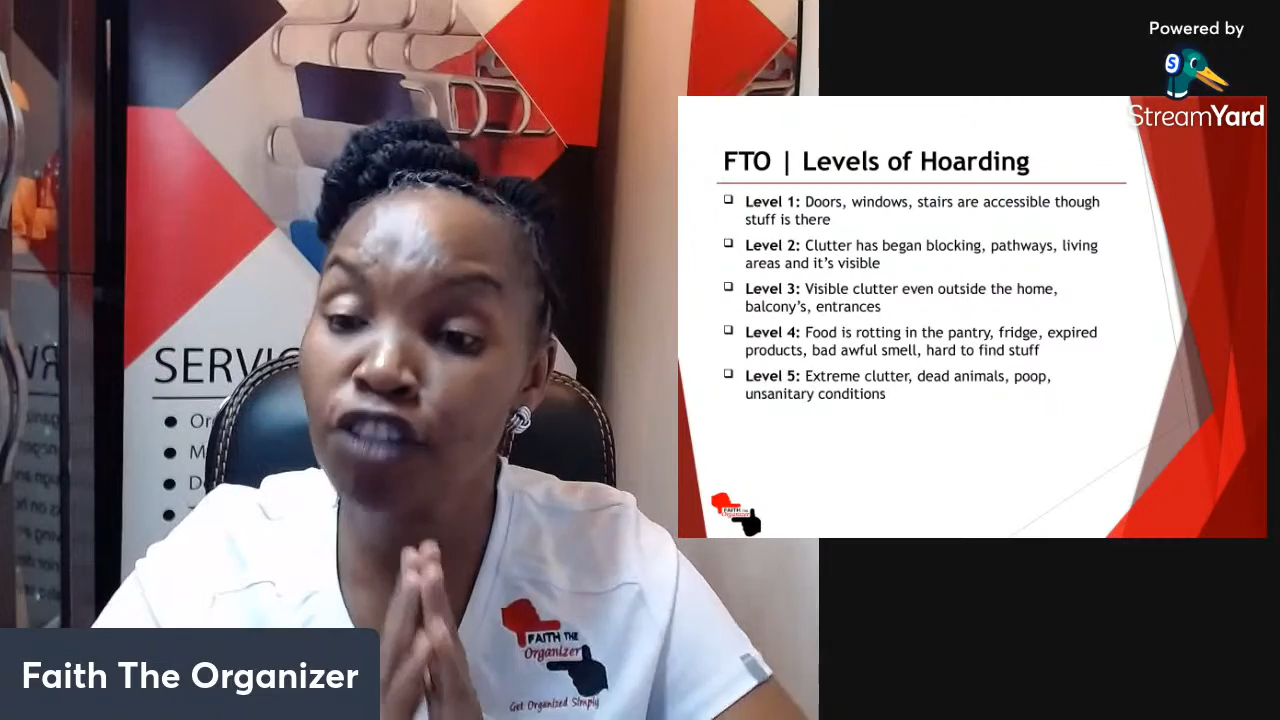 Powered by
StreamYard
FTO | Levels of Hoarding
Level 1: Doors, windows, stairs are accessible though
stuff is there
Level 2: Clutter has began blocking, pathways, living
areas and it's visible
Level 3: Visible clutter even outside the home,
balcony's, entrances
Level 4: Food is rotting in the pantry, fridge, expired
products, bad awful smell, hard to find stuff
Level 5: Extreme clutter, dead animals, poop,
unsanitary conditions
FAITH THE
Organizer
FAITH THE
Organizer
Get Organized Simply
Faith The Organizer